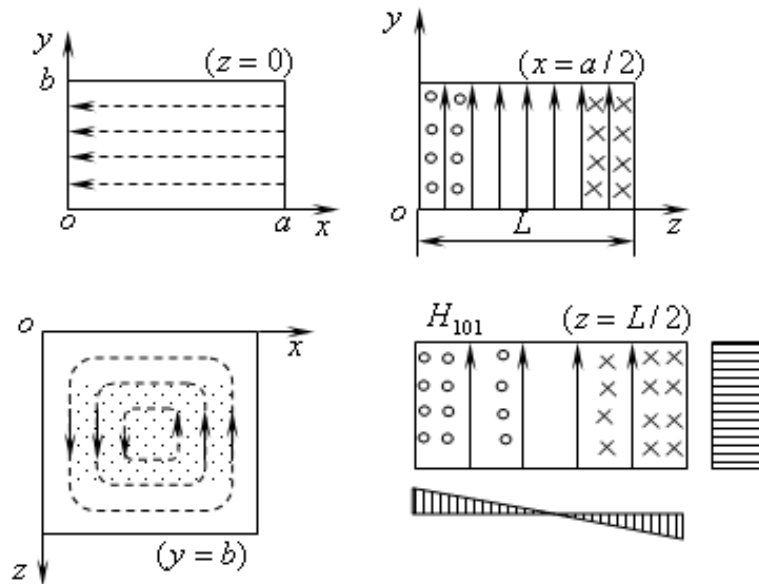 y
b
(z = 0)
o
a
x
y
(x = a / 2)
o
L
z
o
x
(y = b)
z
H₁₀₁
(z = L / 2)